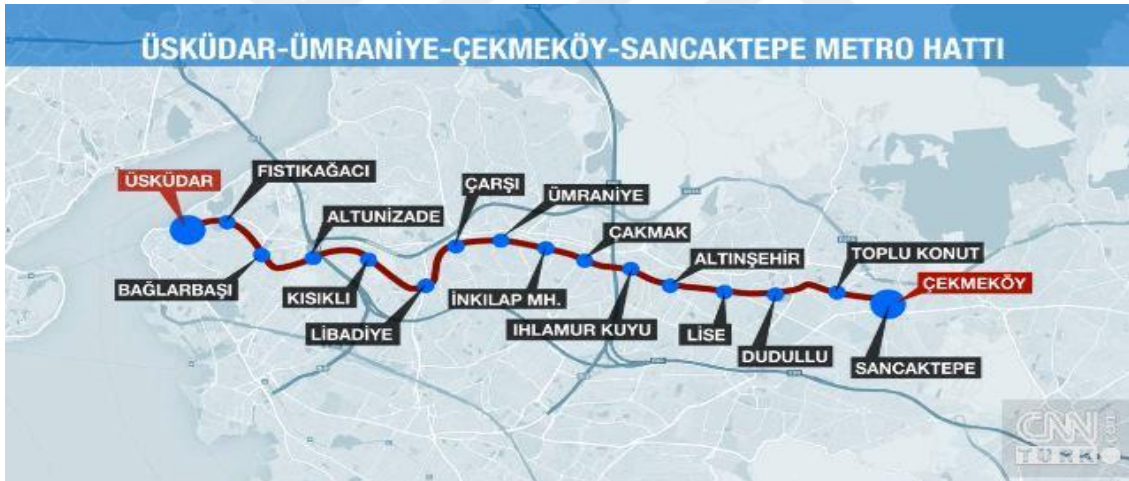 ÜSKÜDAR-ÜMRANİYE-ÇEKMEKÖY-SANCAKTEPE METRO HATTI
ÜSKÜDAR
FISTIKAĞACI
BAĞLARBAŞI
ALTUNİZADE
KISIKLI
LİBADİYE
ÇARŞI
ÜMRANİYE
İNKILAP MH.
ÇAKMAK
IHLAMUR KUYU
ALTINŞEHİR
LİSE
DUDULLU
TOPLU KONUT
ÇEKMEKÖY
SANCAKTEPE
CNN
TÜRK
.com